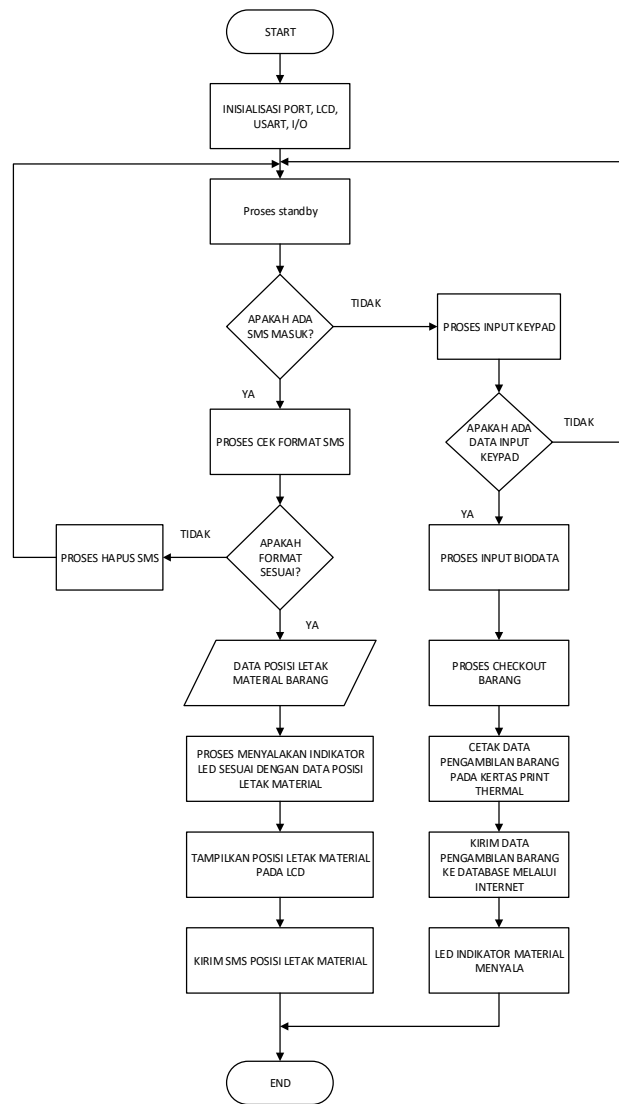 START
INISIALISASI PORT, LCD,
USART, I/O
Proses standby
APAKAH ADA
SMS MASUK?
TIDAK
PROSES INPUT KEYPAD
YA
PROSES CEK FORMAT SMS
APAKAH ADA
DATA INPUT
KEYPAD
TIDAK
YA
PROSES HAPUS SMS
TIDAK
APAKAH
FORMAT
SESUAI?
PROSES INPUT BIODATA
YA
DATA POSISI LETAK
MATERIAL BARANG
PROSES CHECKOUT
BARANG
PROSES MENYALAKAN INDIKATOR
LED SESUAI DENGAN DATA POSISI
LETAK MATERIAL
CETAK DATA
PENGAMBILAN BARANG
PADA KERTAS PRINT
THERMAL
TAMPILKAN POSISI LETAK MATERIAL
PADA LCD
KIRIM DATA
PENGAMBILAN BARANG
KE DATABASE MELALUI
INTERNET
KIRIM SMS POSISI LETAK MATERIAL
LED INDIKATOR MATERIAL
MENYALA
END